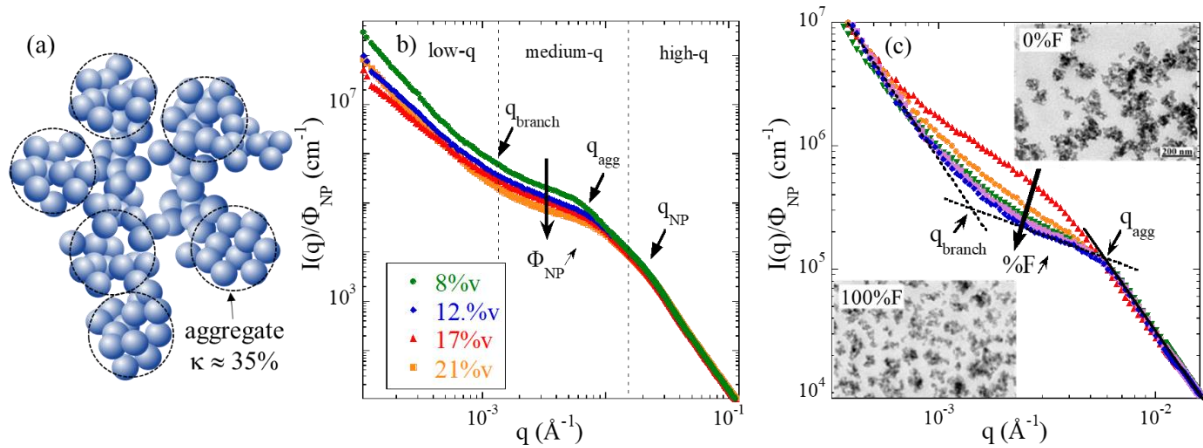 (a)
aggregate
κ ≈ 35%
b)
low-q
medium-q
high-q
q_branch
q_agg
q_NP
Φ_NP
8%v
12.%v
17%v
21%v
I(q)/Φ_NP (cm⁻¹)
10⁷
10³
10⁻³
10⁻²
10⁻¹
q (Å⁻¹)
(c)
0%F
200 nm
q_branch
%F
q_agg
100%F
I(q)/Φ_NP (cm⁻¹)
10⁷
10⁶
10⁵
10⁴
10⁻³
10⁻²
q (Å⁻¹)